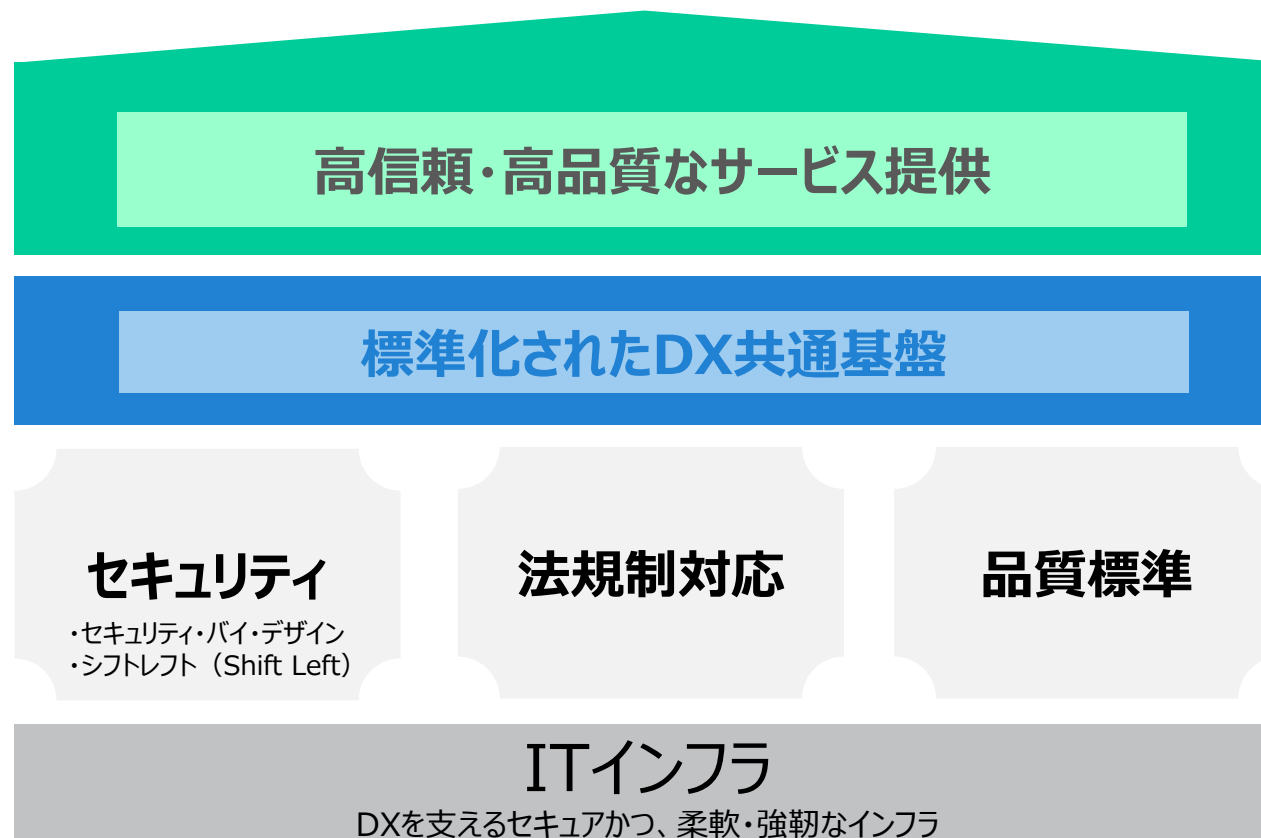 高信頼・高品質なサービス提供
標準化されたDX共通基盤
セキュリティ
・セキュリティ・バイ・デザイン
・シフトレフト（Shift Left）
法規制対応
品質標準
ITインフラ
DXを支えるセキュアかつ、柔軟・強靭なインフラ